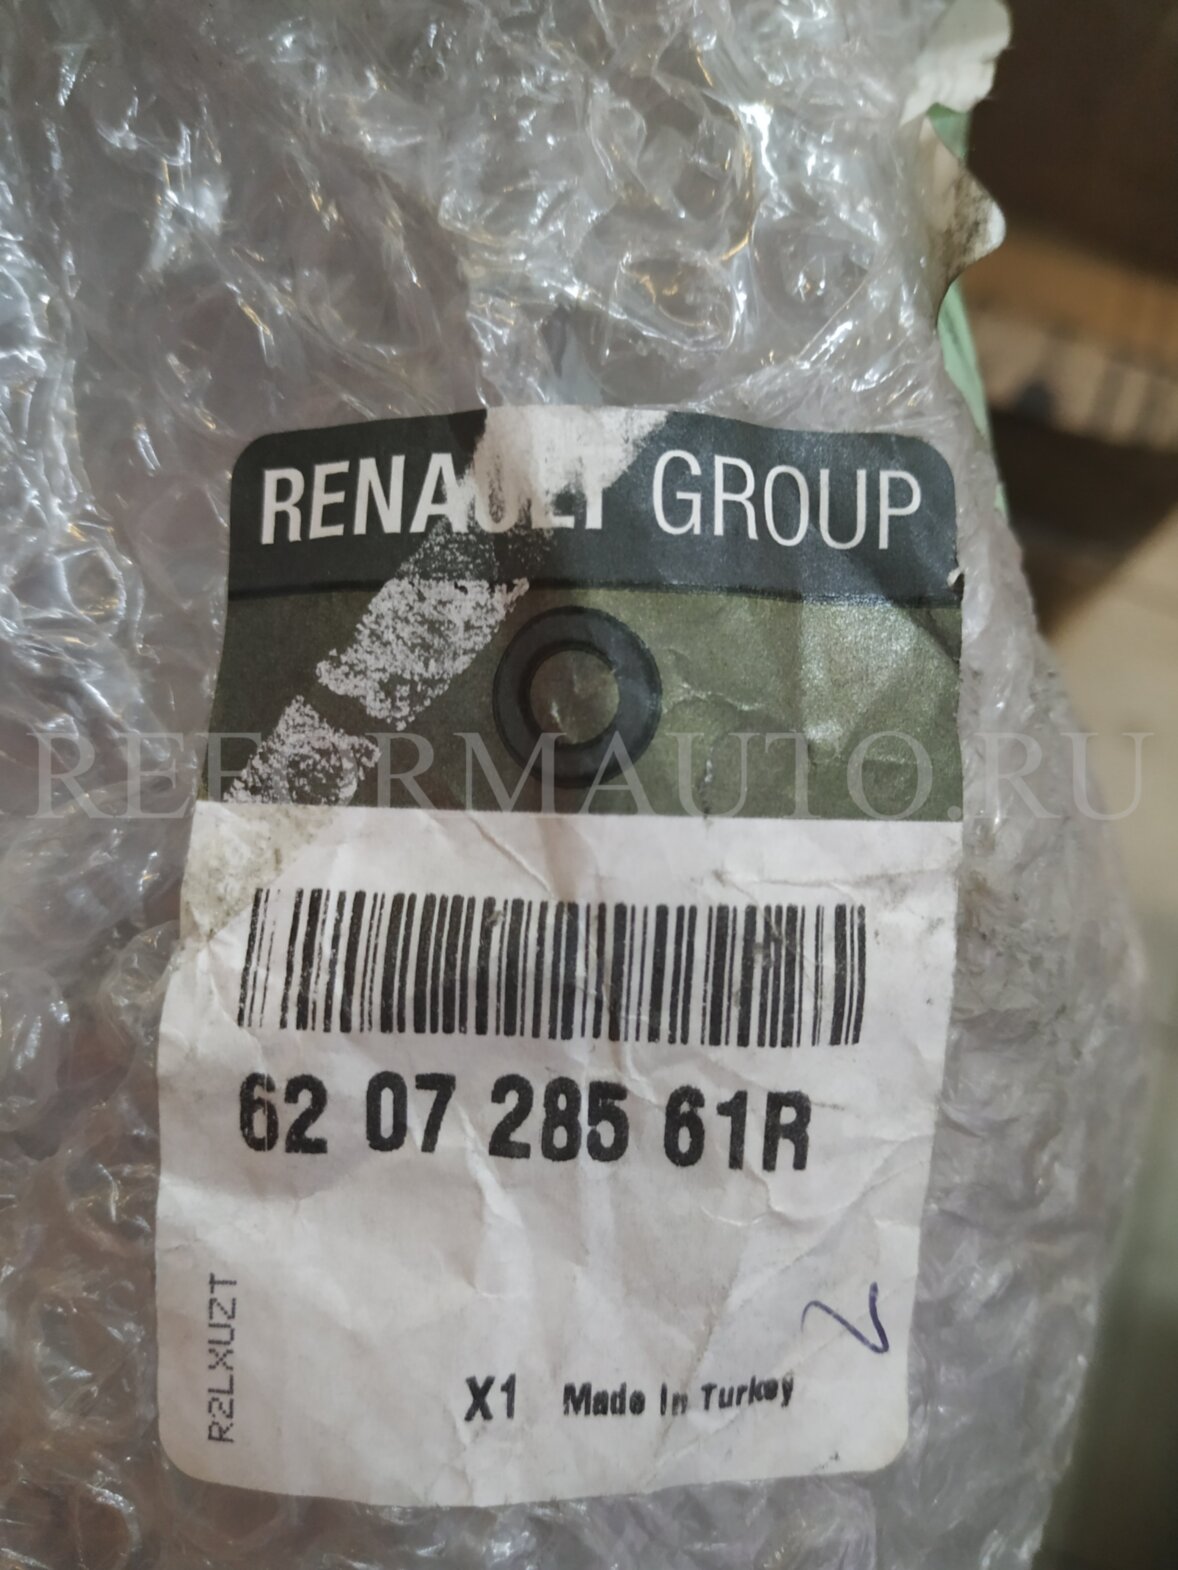 RENAULT GROUP
REFORMAUTO.RU
62 07 285 61R
R2LXUZT
X1 Made In Turkey